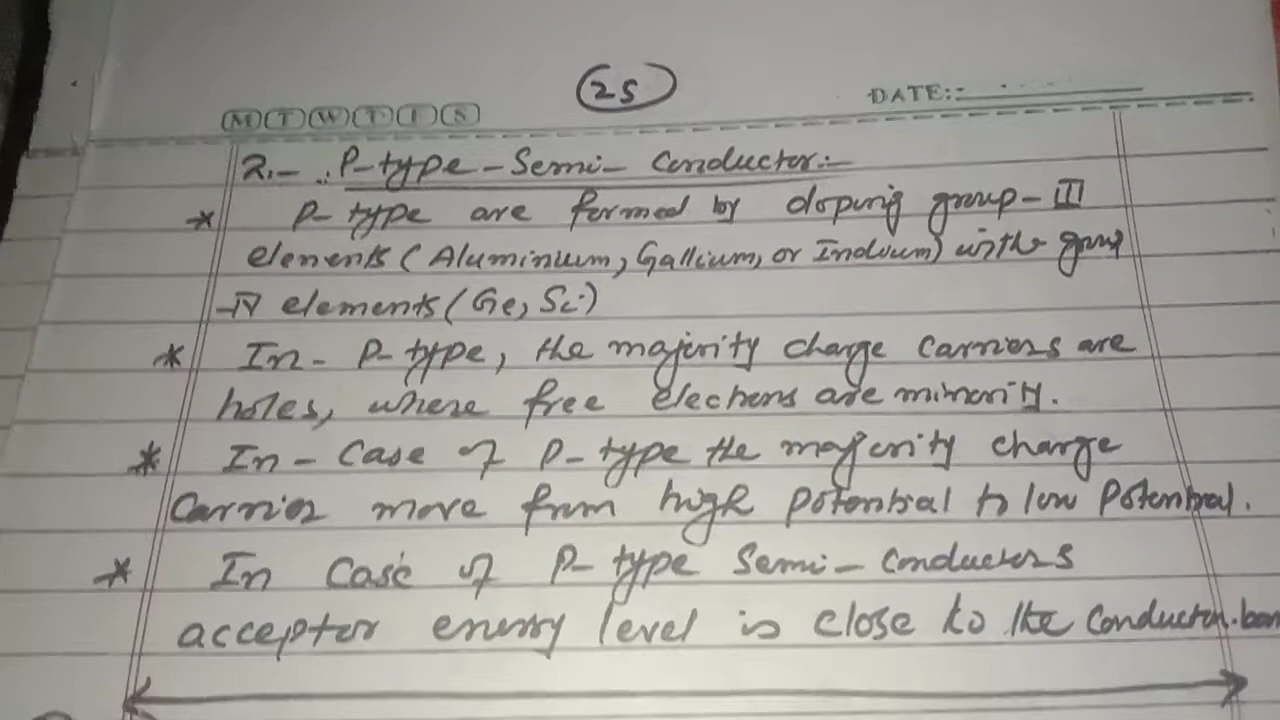 25
M T W T F S
DATE:-
2.- P-type-Semi-Conductor:-
* P-type are formed by doping group-III
elements (Aluminium, Gallium, or Indium) with group
-IV elements (Ge, Si)
* In- P-type, the majority charge carriers are
holes, where free electrons are minority.
* In-Case of P-type the majority charge
Carrier move from high potential to low potential.
* In Case of P-type Semi-Conductors
acceptor energy level is close to the Conducton.ban